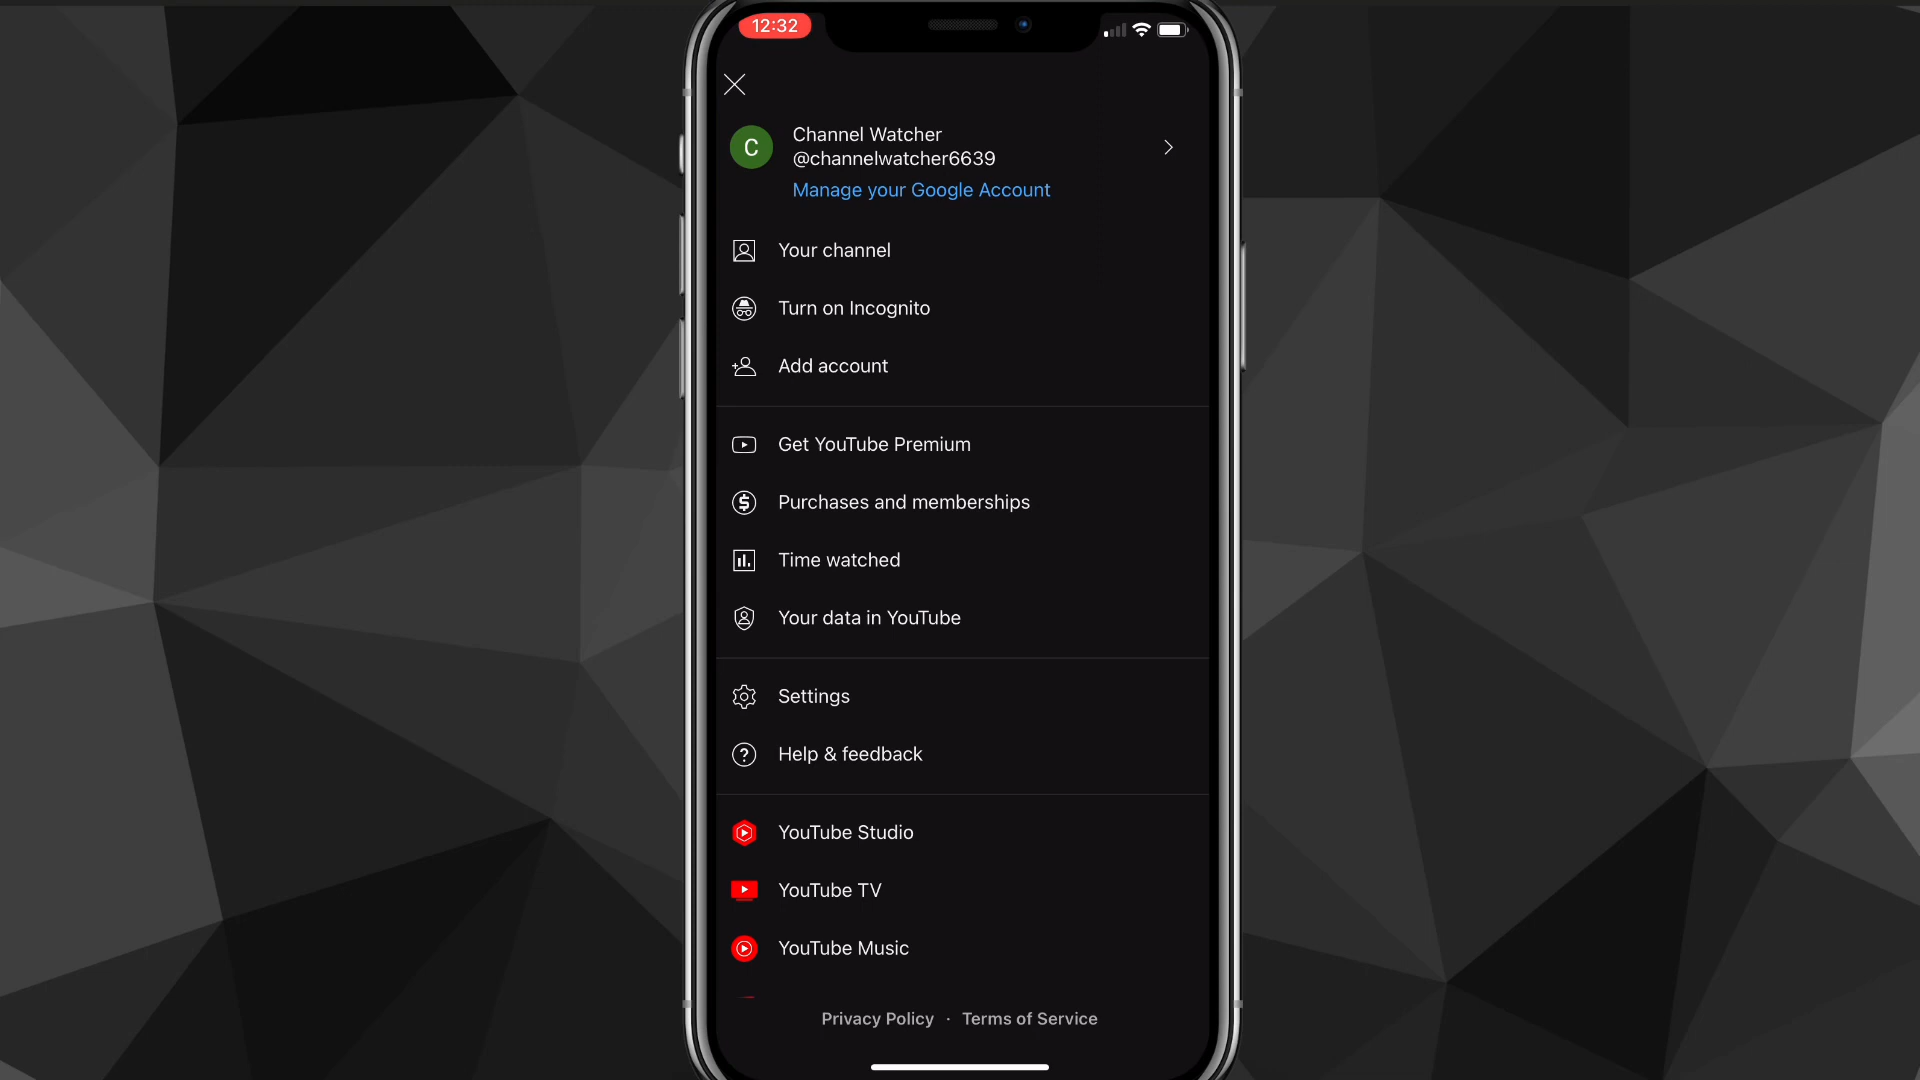 12:32
C
Channel Watcher
@channelwatcher6639
Manage your Google Account
Your channel
Turn on Incognito
Add account
Get YouTube Premium
Purchases and memberships
Time watched
Your data in YouTube
Settings
Help & feedback
YouTube Studio
YouTube TV
YouTube Music
Privacy Policy · Terms of Service